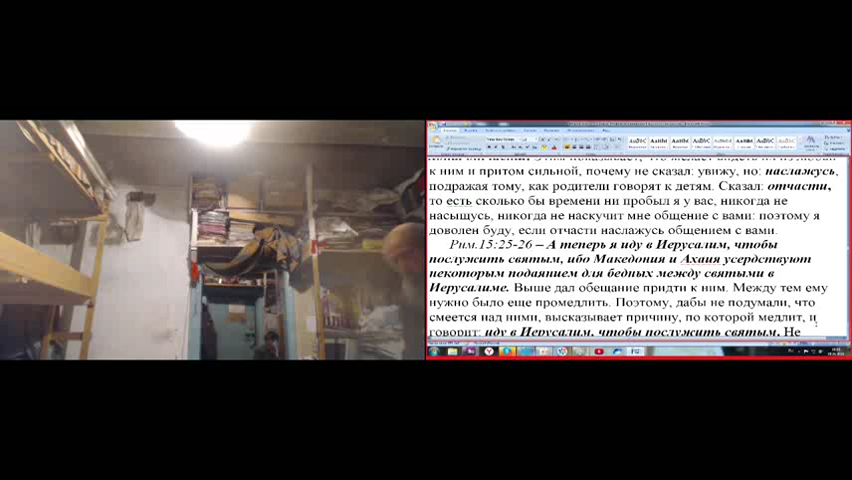 к ним и притом сильной, почему не сказал: увижу, но: наслажусь,
подражая тому, как родители говорят к детям. Сказал: отчасти,
то есть сколько бы времени ни пробыл я у вас, никогда не
насыщусь, никогда не наскучит мне общение с вами: поэтому я
доволен буду, если отчасти наслажусь общением с вами.
Рим.15:25-26 – А теперь я иду в Иерусалим, чтобы
послужить святым, ибо Македония и Ахаия усердствуют
некоторым подаянием для бедных между святыми в
Иерусалиме. Выше дал обещание придти к ним. Между тем ему
нужно было еще промедлить. Поэтому, дабы не подумали, что
смеется над ними, высказывает причину, по которой медлит, и
говорит: иду в Иерусалим, чтобы послужить святым. Не